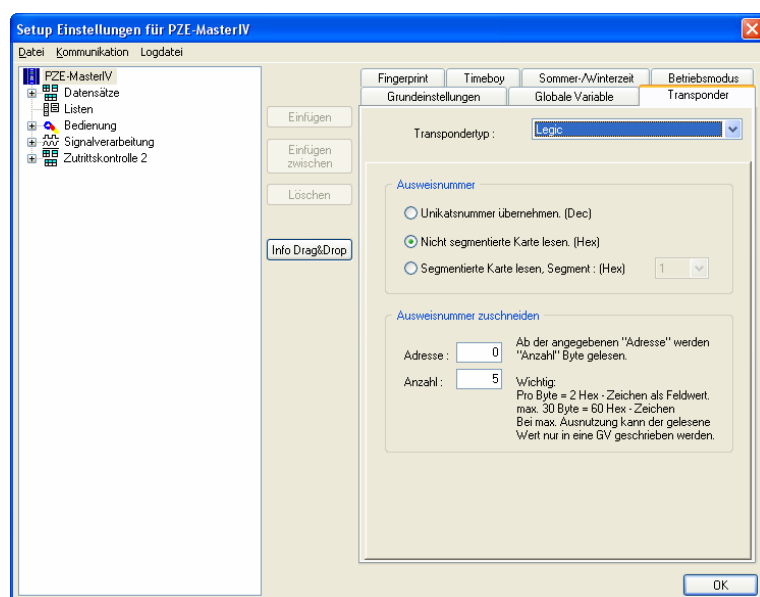 Setup Einstellungen für PZE-MasterIV
Datei Kommunikation Logdatei
PZE-MasterIV
Datensätze
Listen
Bedienung
Signalverarbeitung
Zutrittskontrolle 2
Einfügen
Einfügen
zwischen
Löschen
Info Drag&Drop
Fingerprint Timeboy Sommer-/Winterzeit Betriebsmodus
Grundeinstellungen Globale Variable Transponder
Transpondertyp : Legic
Ausweisnummer
Unikatsnummer übernehmen. (Dec)
Nicht segmentierte Karte lesen. (Hex)
Segmentierte Karte lesen, Segment : (Hex) 1
Ausweisnummer zuschneiden
Adresse : 0
Anzahl : 5
Ab der angegebenen "Adresse" werden
"Anzahl" Byte gelesen.
Wichtig:
Pro Byte = 2 Hex - Zeichen als Feldwert.
max. 30 Byte = 60 Hex - Zeichen
Bei max. Ausnutzung kann der gelesene
Wert nur in eine GV geschrieben werden.
OK